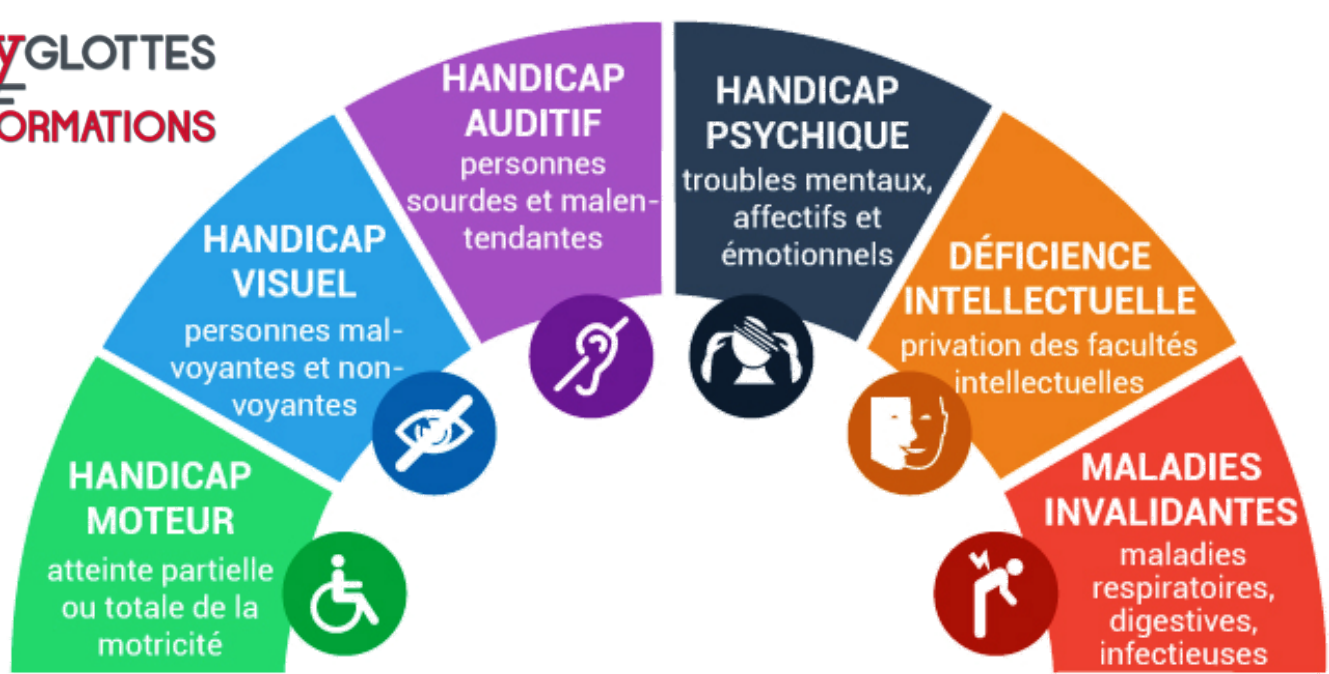 yGLOTTES
ORMATIONS
HANDICAP
MOTEUR
atteinte partielle
ou totale de la
motricité
HANDICAP
VISUEL
personnes mal-
voyantes et non-
voyantes
HANDICAP
AUDITIF
personnes
sourdes et malen-
tendantes
HANDICAP
PSYCHIQUE
troubles mentaux,
affectifs et
émotionnels
DÉFICIENCE
INTELLECTUELLE
privation des facultés
intellectuelles
MALADIES
INVALIDANTES
maladies
respiratoires,
digestives,
infectieuses